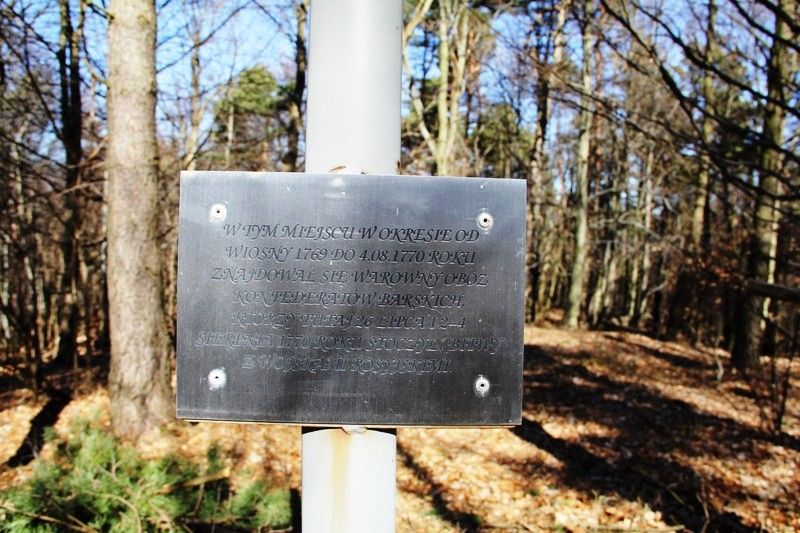 W TYM MIEJSCU W OKRESIE OD
WIOSNY 1769 DO 4.08.1770 ROKU
ZNAJDOWAŁ SIĘ WAROWNY OBÓZ
KONFEDERATÓW BARSKICH,
KTÓRZY TUTAJ 26 LIPCA I 2–4
SIERPNIA 1770 ROKU STOCZYLI BITWY
Z WOJSKAMI ROSYJSKIMI.